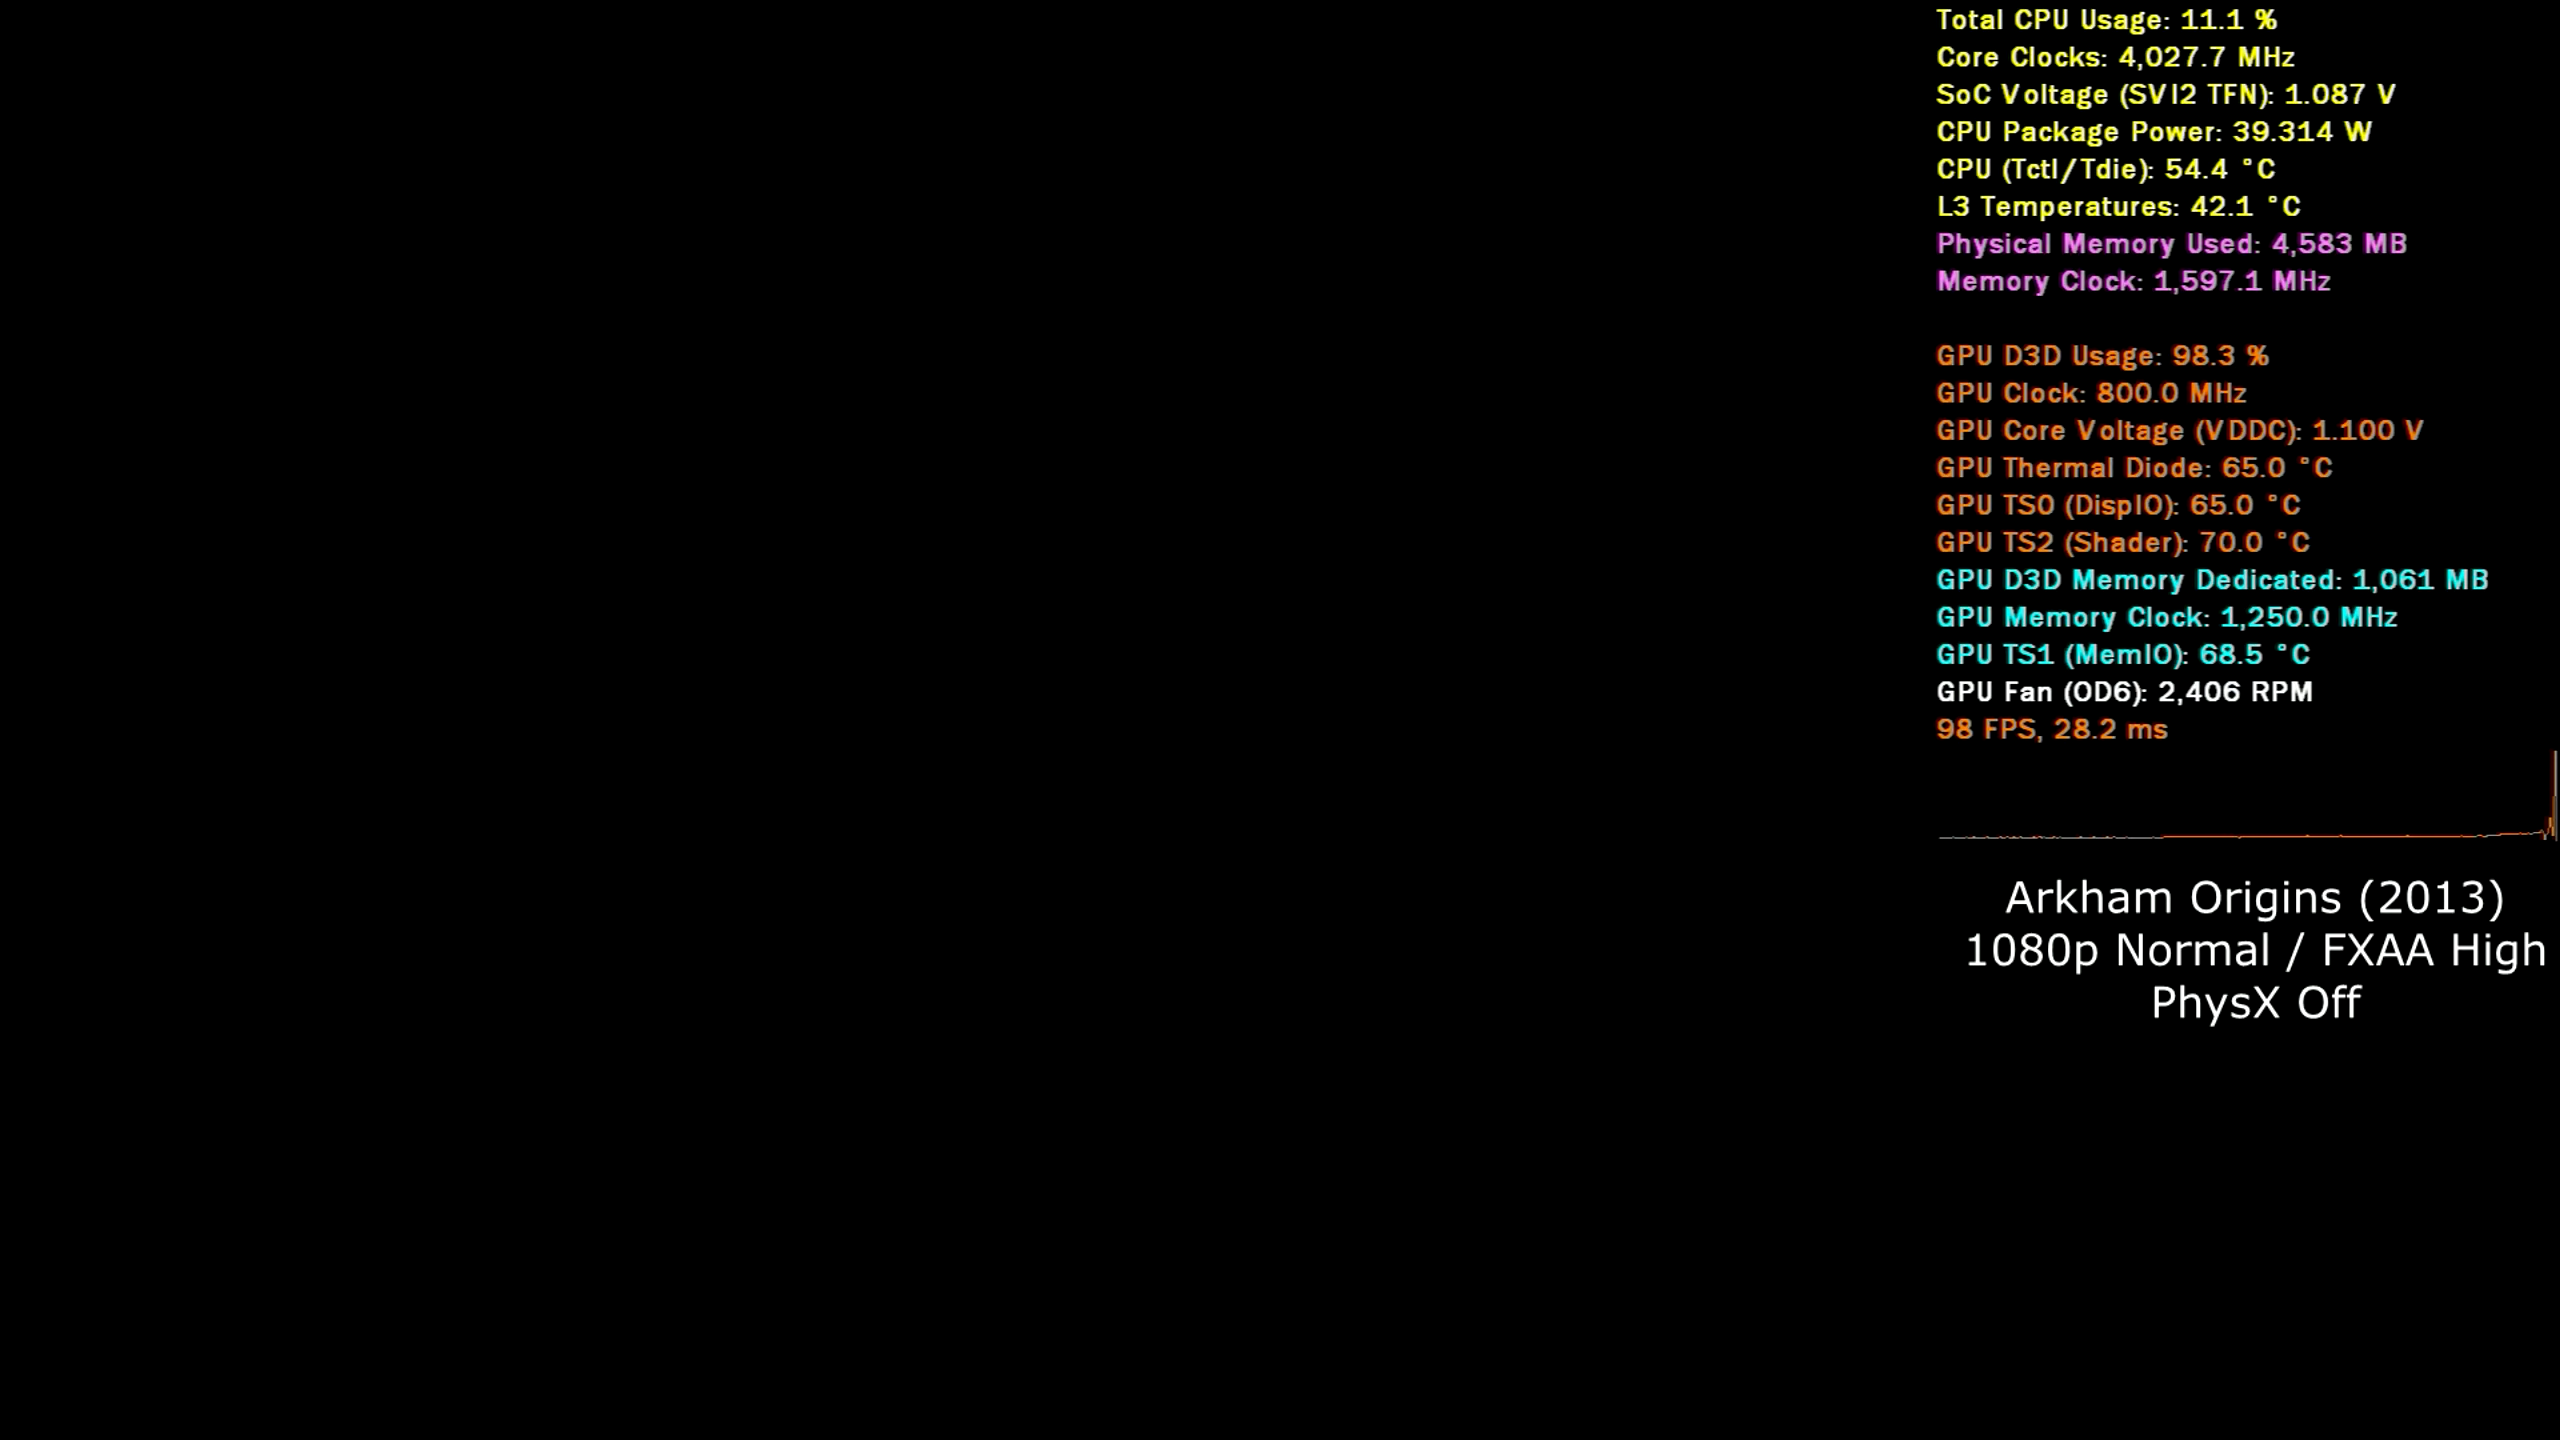 Total CPU Usage: 11.1 %
Core Clocks: 4,027.7 MHz
SoC Voltage (SVI2 TFN): 1.087 V
CPU Package Power: 39.314 W
CPU (Tctl/Tdie): 54.4 °C
L3 Temperatures: 42.1 °C
Physical Memory Used: 4,583 MB
Memory Clock: 1,597.1 MHz
GPU D3D Usage: 98.3 %
GPU Clock: 800.0 MHz
GPU Core Voltage (VDDC): 1.100 V
GPU Thermal Diode: 65.0 °C
GPU TS0 (DispIO): 65.0 °C
GPU TS2 (Shader): 70.0 °C
GPU D3D Memory Dedicated: 1,061 MB
GPU Memory Clock: 1,250.0 MHz
GPU TS1 (MemIO): 68.5 °C
GPU Fan (OD6): 2,406 RPM
98 FPS, 28.2 ms
Arkham Origins (2013)
1080p Normal / FXAA High
PhysX Off